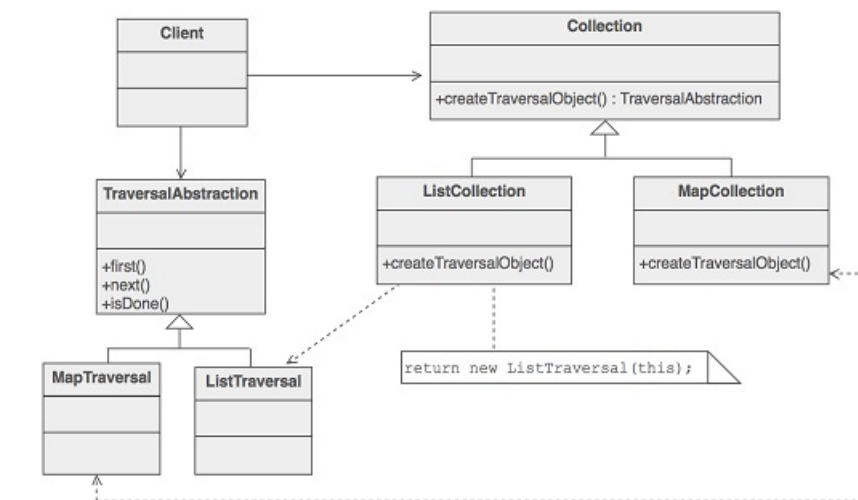 Client
Collection
+createTraversalObject() : TraversalAbstraction
TraversalAbstraction
+first()
+next()
+isDone()
ListCollection
+createTraversalObject()
MapCollection
+createTraversalObject()
return new ListTraversal(this);
MapTraversal
ListTraversal